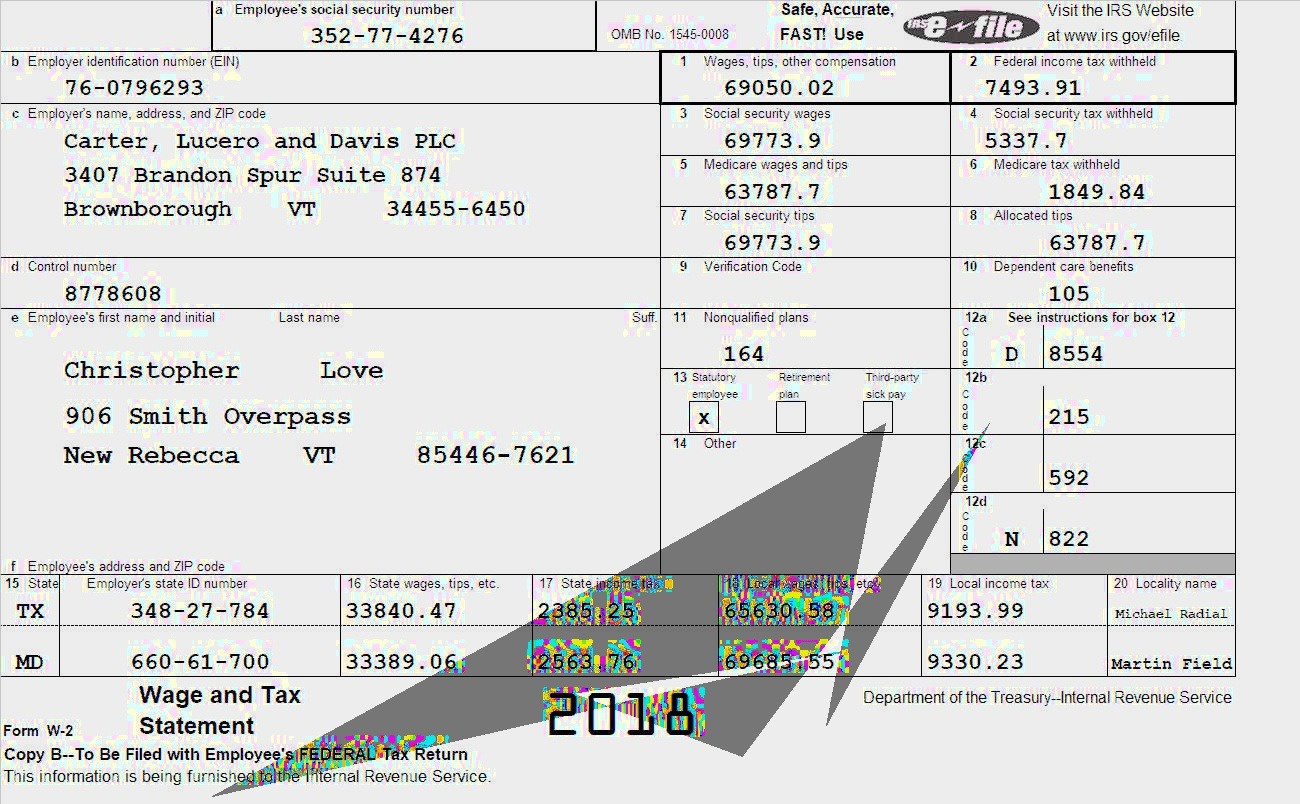 a Employee's social security number
352-77-4276
OMB No. 1545-0008
Safe, Accurate,
FAST! Use
IRS e-file
Visit the IRS Website
at www.irs gov/efile
b Employer identification number (EIN)
76-0796293
1 Wages, tips, other compensation
69050.02
2 Federal income tax withheld
7493.91
c Employer's name, address, and ZIP code
Carter, Lucero and Davis PLC
3407 Brandon Spur Suite 874
Brownborough VT 34455-6450
3 Social security wages
69773.9
4 Social security tax withheld
5337.7
5 Medicare wages and tips
63787.7
6 Medicare tax withheld
1849.84
7 Social security tips
69773.9
8 Allocated tips
63787.7
d Control number
8778608
9 Verification Code
10 Dependent care benefits
105
e Employee's first name and initial Last name Suff.
Christopher Love
906 Smith Overpass
New Rebecca VT 85446-7621
11 Nonqualified plans
164
12a See instructions for box 12
Code D 8554
13 Statutory employee
x
Retirement plan
Third-party sick pay
12b
Code 215
14 Other
12c
Code 592
12d
Code N 822
f Employee's address and ZIP code
15 State Employer's state ID number 16 State wages, tips, etc. 17 State income tax 18 Local wages, tips, etc. 19 Local income tax 20 Locality name
TX 348-27-784 33840.47 2385.25 65630.58 9193.99 Michael Radial
MD 660-61-700 33389.06 2563.76 69685.55 9330.23 Martin Field
Wage and Tax
Statement
Form W-2
2018
Department of the Treasury--Internal Revenue Service
Copy B--To Be Filed with Employee's FEDERAL Tax Return
This information is being furnished to the Internal Revenue Service.